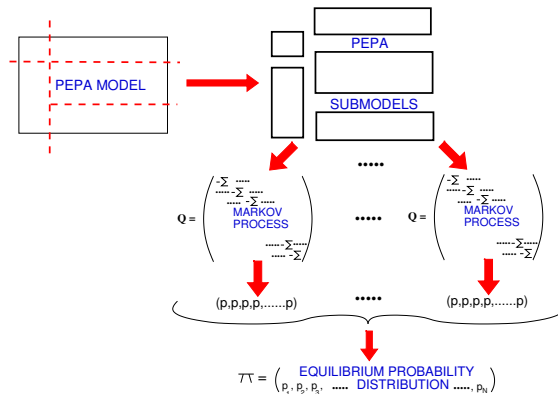 PEPA MODEL
PEPA
SUBMODELS
.....
Q =
-Σ .....
..... -Σ .....
..... -Σ .....
MARKOV
PROCESS
.....-Σ.....
..... -Σ
.....
Q =
-Σ .....
..... -Σ .....
..... -Σ .....
MARKOV
PROCESS
.....-Σ.....
..... -Σ
(p,p,p,p,......p)
.....
(p,p,p,p,......p)
π = ( EQUILIBRIUM PROBABILITY
p1, p2, p3, ..... DISTRIBUTION ....., pN )